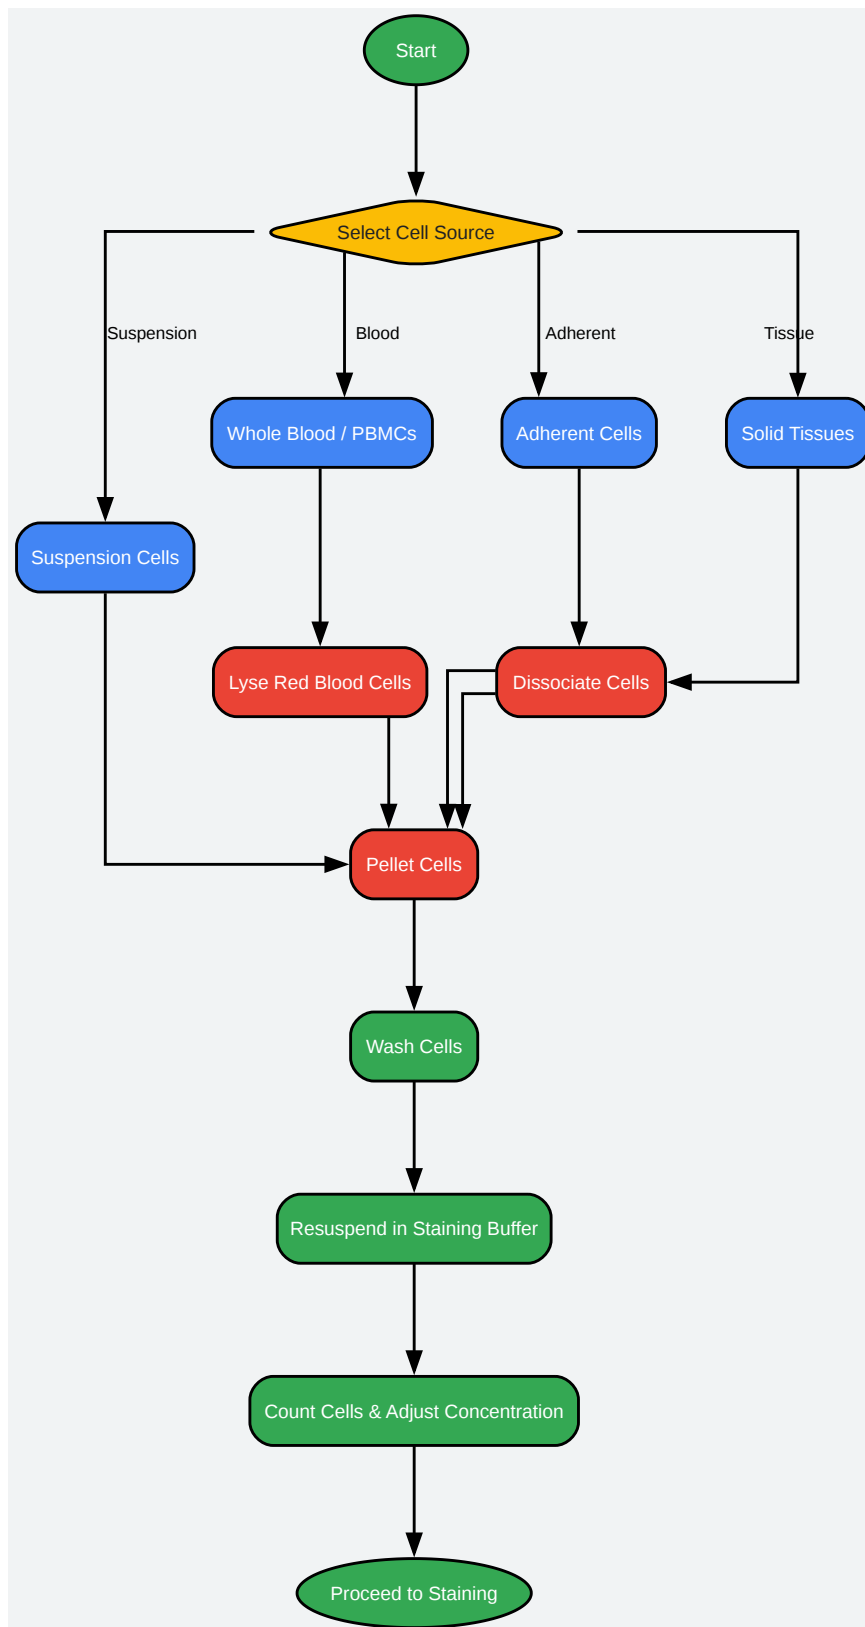 Start
Select Cell Source
Suspension
Blood
Adherent
Tissue
Whole Blood / PBMCs
Adherent Cells
Solid Tissues
Suspension Cells
Lyse Red Blood Cells
Dissociate Cells
Pellet Cells
Wash Cells
Resuspend in Staining Buffer
Count Cells & Adjust Concentration
Proceed to Staining